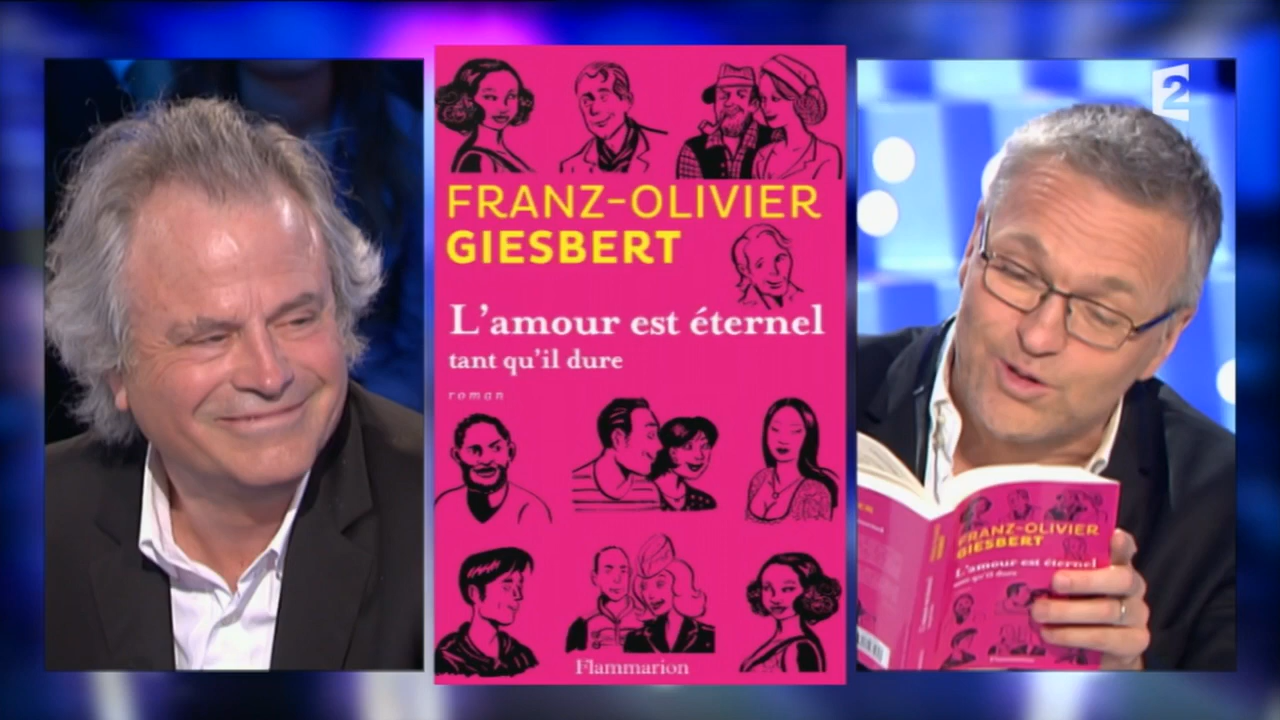 FRANZ-OLIVIER
GIESBERT
L'amour est éternel
tant qu'il dure
roman
Flammarion
2
FRANZ-OLIVIER
GIESBERT
L'amour est éternel
tant qu'il dure
Flammarion